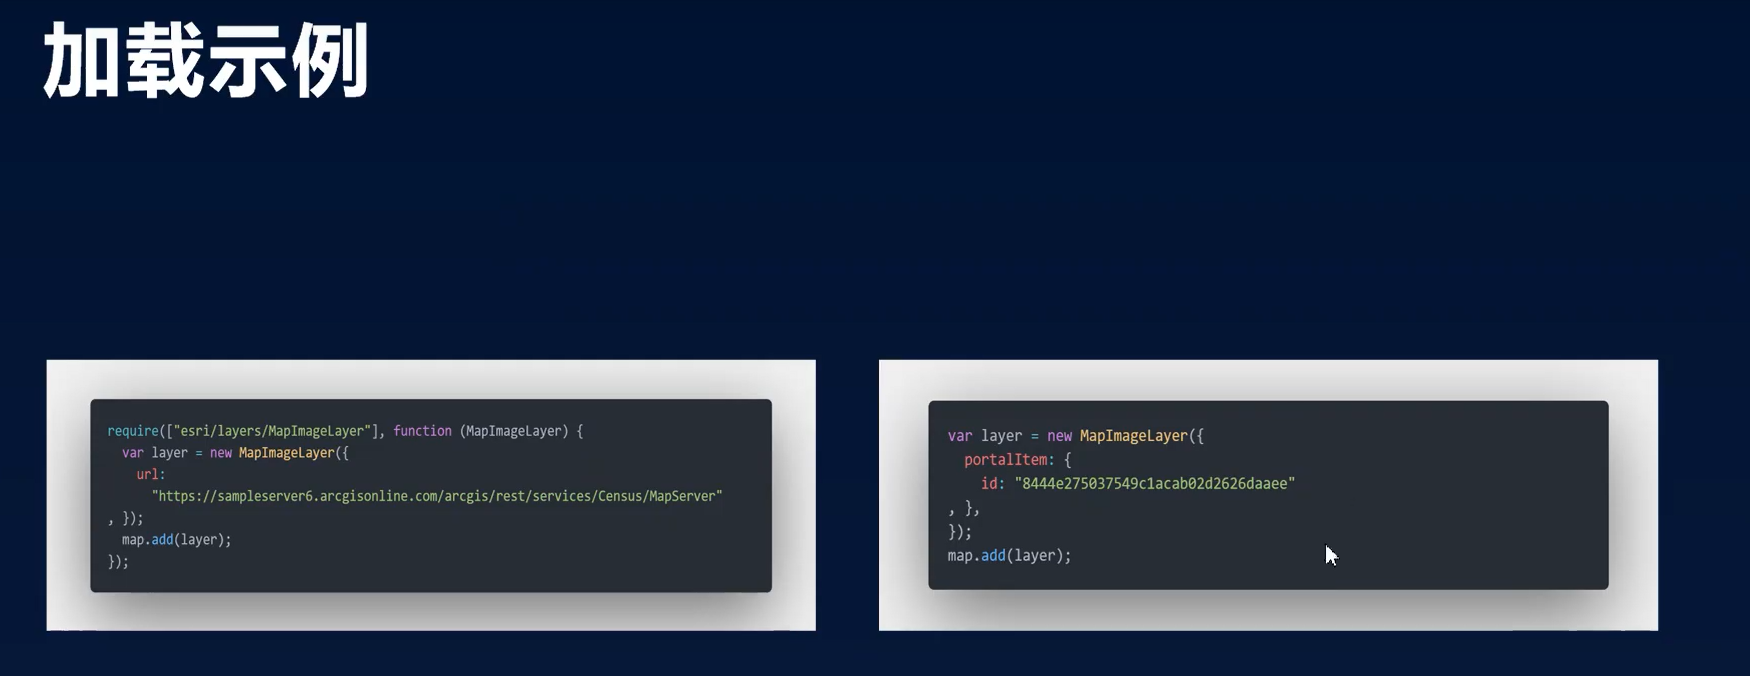 加载示例
require(["esri/layers/MapImageLayer"], function (MapImageLayer) {
  var layer = new MapImageLayer({
    url:
      "https://sampleserver6.arcgisonline.com/arcgis/rest/services/Census/MapServer"
, });
  map.add(layer);
});
var layer = new MapImageLayer({
  portalItem: {
    id: "8444e275037549c1acab02d2626daaee"
, },
});
map.add(layer);